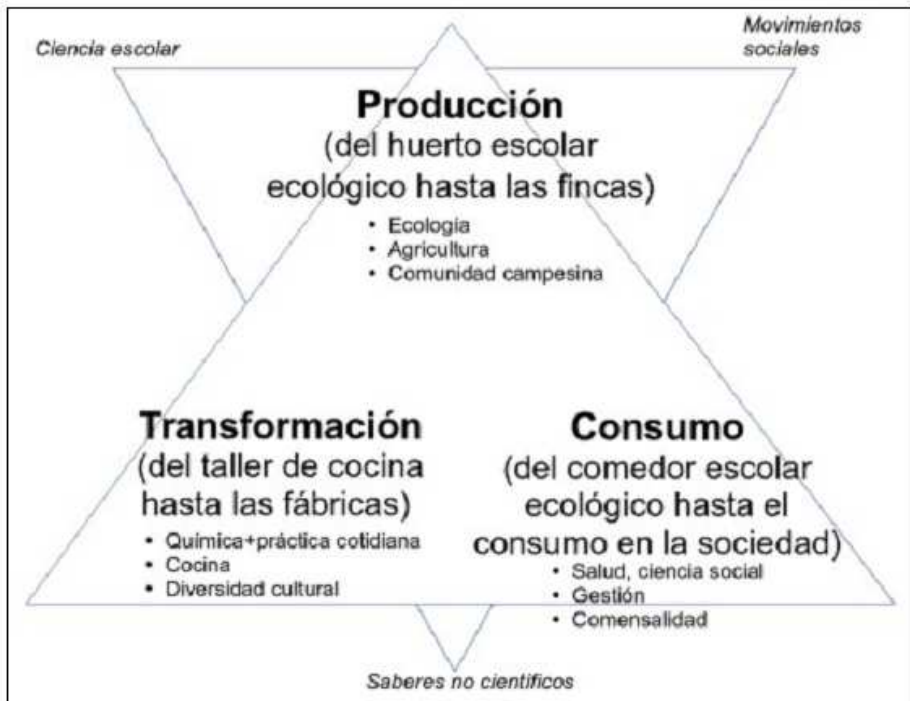 Ciencia escolar
Movimientos
sociales
Producción
(del huerto escolar
ecológico hasta las fincas)
• Ecología
• Agricultura
• Comunidad campesina
Transformación
(del taller de cocina
hasta las fábricas)
• Química+práctica cotidiana
• Cocina
• Diversidad cultural
Consumo
(del comedor escolar
ecológico hasta el
consumo en la sociedad)
• Salud, ciencia social
• Gestión
• Comensalidad
Saberes no científicos